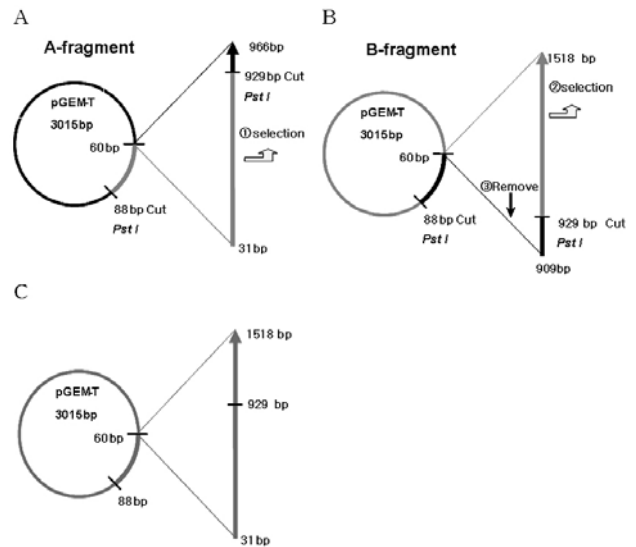 A
A-fragment
pGEM-T
3015bp
60bp
88bp Cut
Pst I
966bp
929bp Cut
Pst I
①selection
31bp
B
B-fragment
pGEM-T
3015bp
60bp
88bp Cut
Pst I
1518 bp
②selection
③Remove
929 bp Cut
Pst I
909bp
C
pGEM-T
3015bp
60bp
88bp
1518 bp
929 bp
31bp